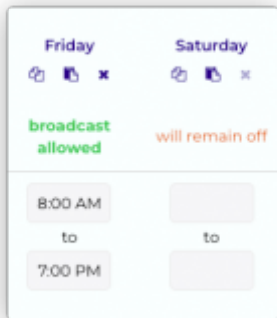 Friday Saturday
broadcast allowed will remain off
8:00 AM
to to
7:00 PM